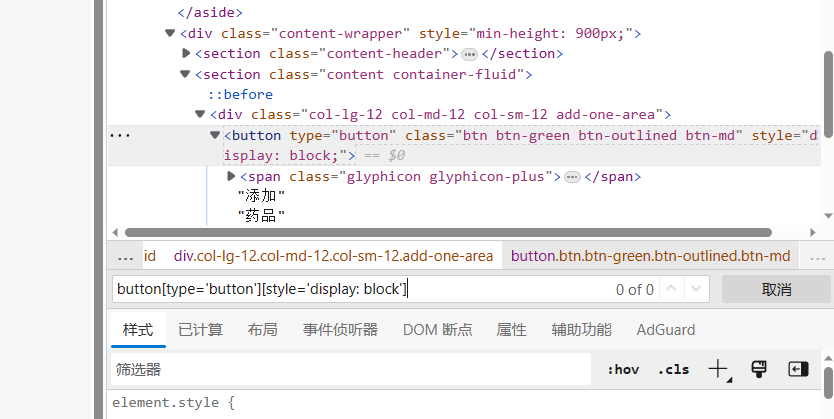 </aside>
▼<div class="content-wrapper" style="min-height: 900px;">
▶<section class="content-header">…</section>
▼<section class="content container-fluid">
::before
▼<div class="col-lg-12 col-md-12 col-sm-12 add-one-area">
… ▼<button type="button" class="btn btn-green btn-outlined btn-md" style="d
isplay: block;"> == $0
▶<span class="glyphicon glyphicon-plus">…</span>
"添加"
"药品"
… id div.col-lg-12.col-md-12.col-sm-12.add-one-area button.btn.btn-green.btn-outlined.btn-md …
button[type='button'][style='display: block'] 0 of 0 取消
样式 已计算 布局 事件侦听器 DOM 断点 属性 辅助功能 AdGuard
筛选器 :hov .cls
element.style {